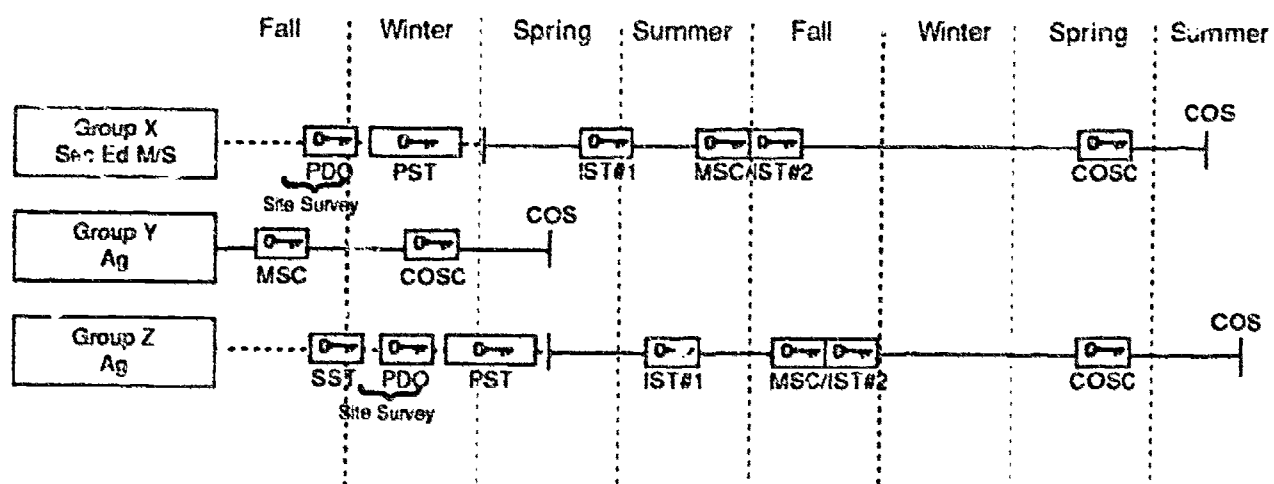 Fall Winter Spring Summer Fall Winter Spring Summer
Group X
Sec Ed M/S
COS
PDO PST IST#1 MSC/IST#2 COSC
Site Survey
Group Y
Ag
COS
MSC COSC
Group Z
Ag
COS
SST PDO PST IST#1 MSC/IST#2 COSC
Site Survey